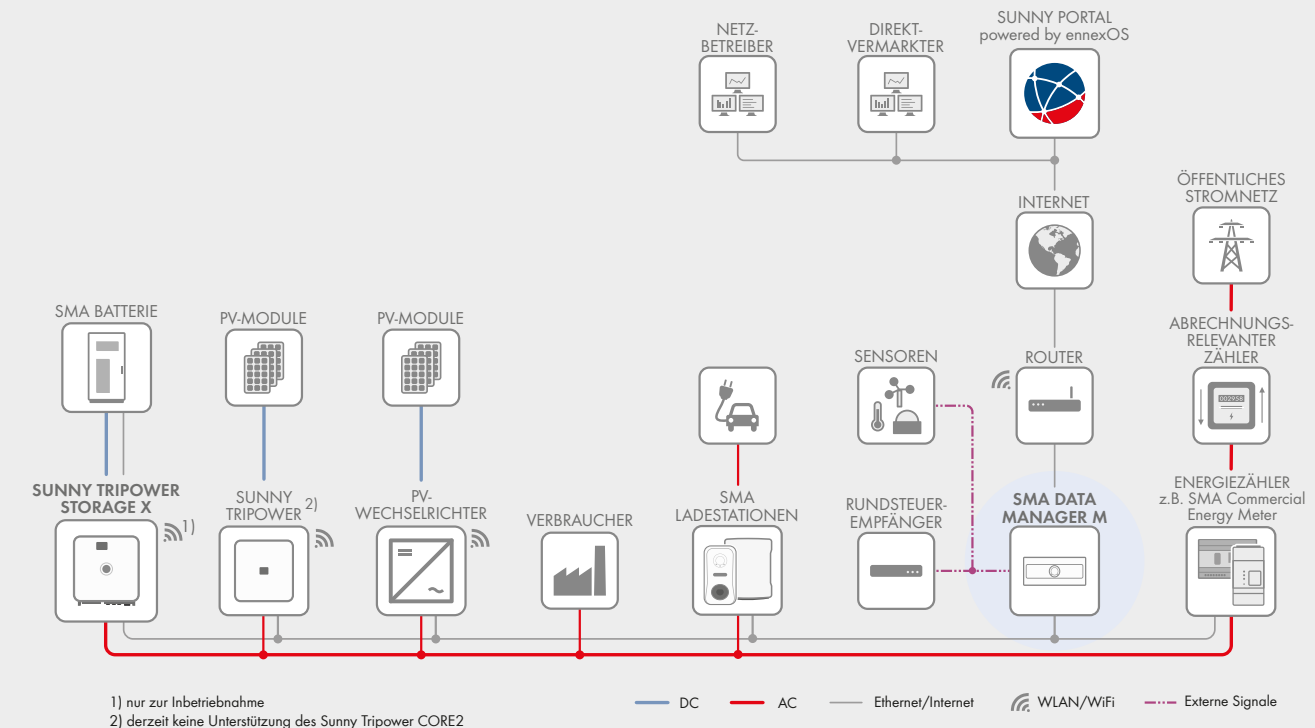 SUNNY PORTAL
powered by ennexOS
NETZ-
BETREIBER
DIREKT-
VERMARKTER
INTERNET
ÖFFENTLICHES
STROMNETZ
SMA BATTERIE
PV-MODULE
PV-MODULE
SENSOREN
ROUTER
ABRECHNUNGS-
RELEVANTER
ZÄHLER
002956
SUNNY TRIPOWER
STORAGE X
1)
SUNNY
TRIPOWER 2)
PV-
WECHSELRICHTER
VERBRAUCHER
SMA
LADESTATIONEN
RUNDSTEUER-
EMPFÄNGER
SMA DATA
MANAGER M
ENERGIEZÄHLER
z.B. SMA Commercial
Energy Meter
1) nur zur Inbetriebnahme
2) derzeit keine Unterstützung des Sunny Tripower CORE2
DC
AC
Ethernet/Internet
WLAN/WiFi
Externe Signale